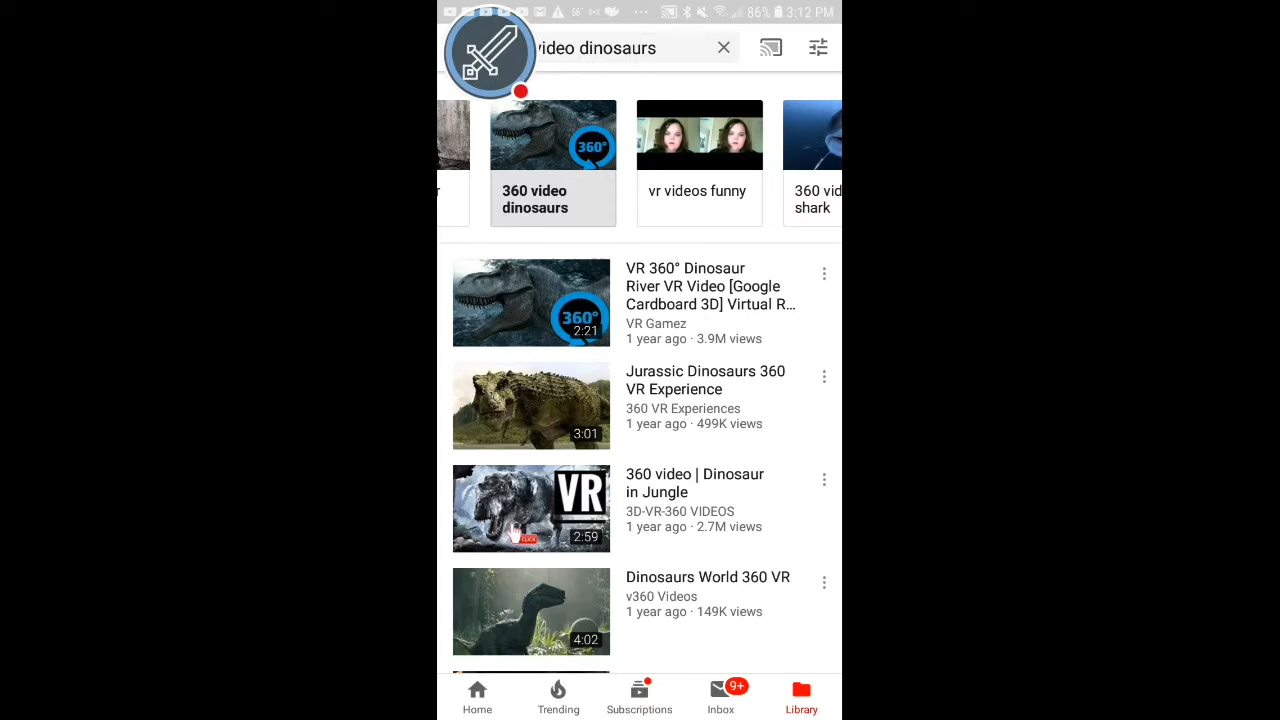 66° 86% 3:12 PM
video dinosaurs
360°
r
360 video
dinosaurs
vr videos funny
360 vid
shark
360°
2:21
VR 360° Dinosaur
River VR Video [Google
Cardboard 3D] Virtual R...
VR Gamez
1 year ago · 3.9M views
3:01
Jurassic Dinosaurs 360
VR Experience
360 VR Experiences
1 year ago · 499K views
VR
CLICK
2:59
360 video | Dinosaur
in Jungle
3D-VR-360 VIDEOS
1 year ago · 2.7M views
4:02
Dinosaurs World 360 VR
v360 Videos
1 year ago · 149K views
9+
Home Trending Subscriptions Inbox Library